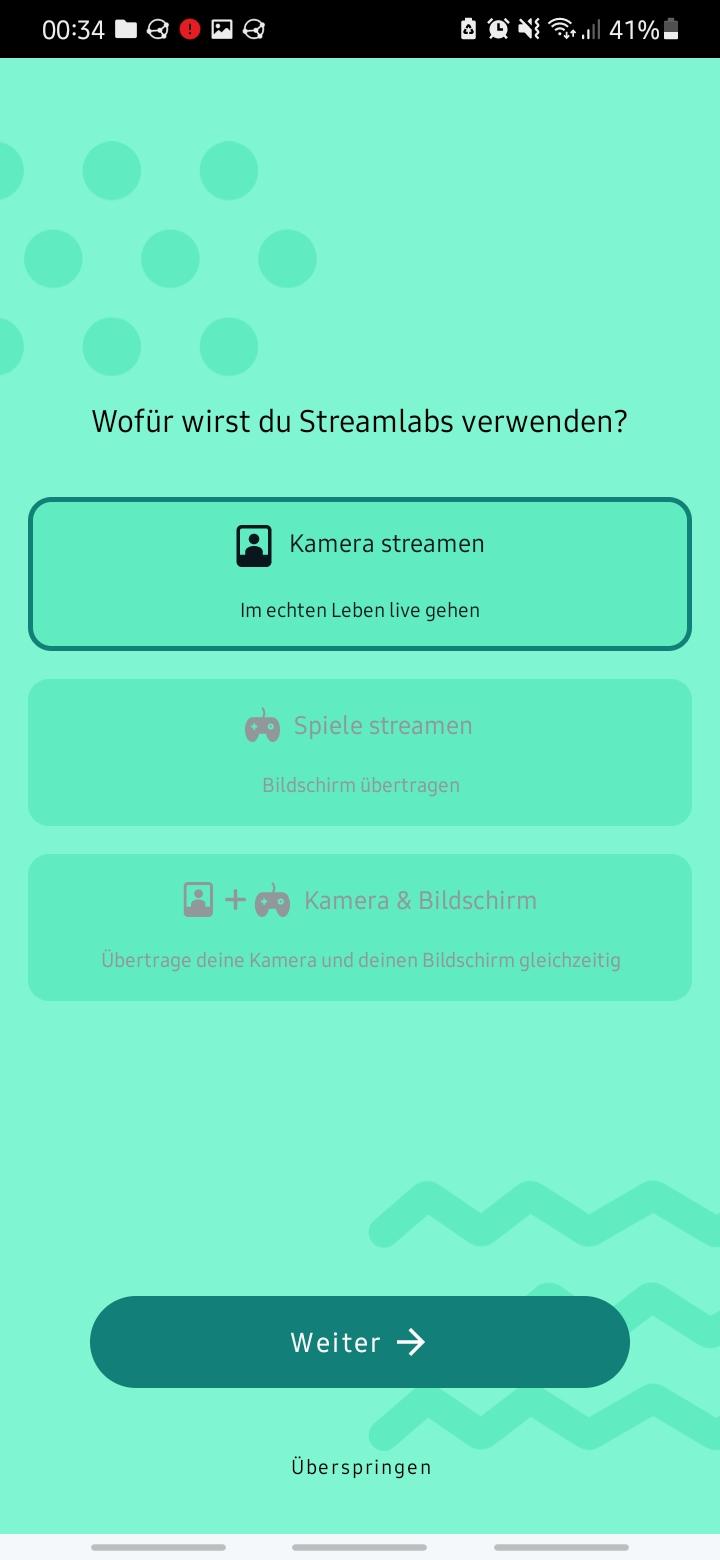 00:34 41%
Wofür wirst du Streamlabs verwenden?
Kamera streamen
Im echten Leben live gehen
Spiele streamen
Bildschirm übertragen
Kamera & Bildschirm
Übertrage deine Kamera und deinen Bildschirm gleichzeitig
Weiter
Überspringen